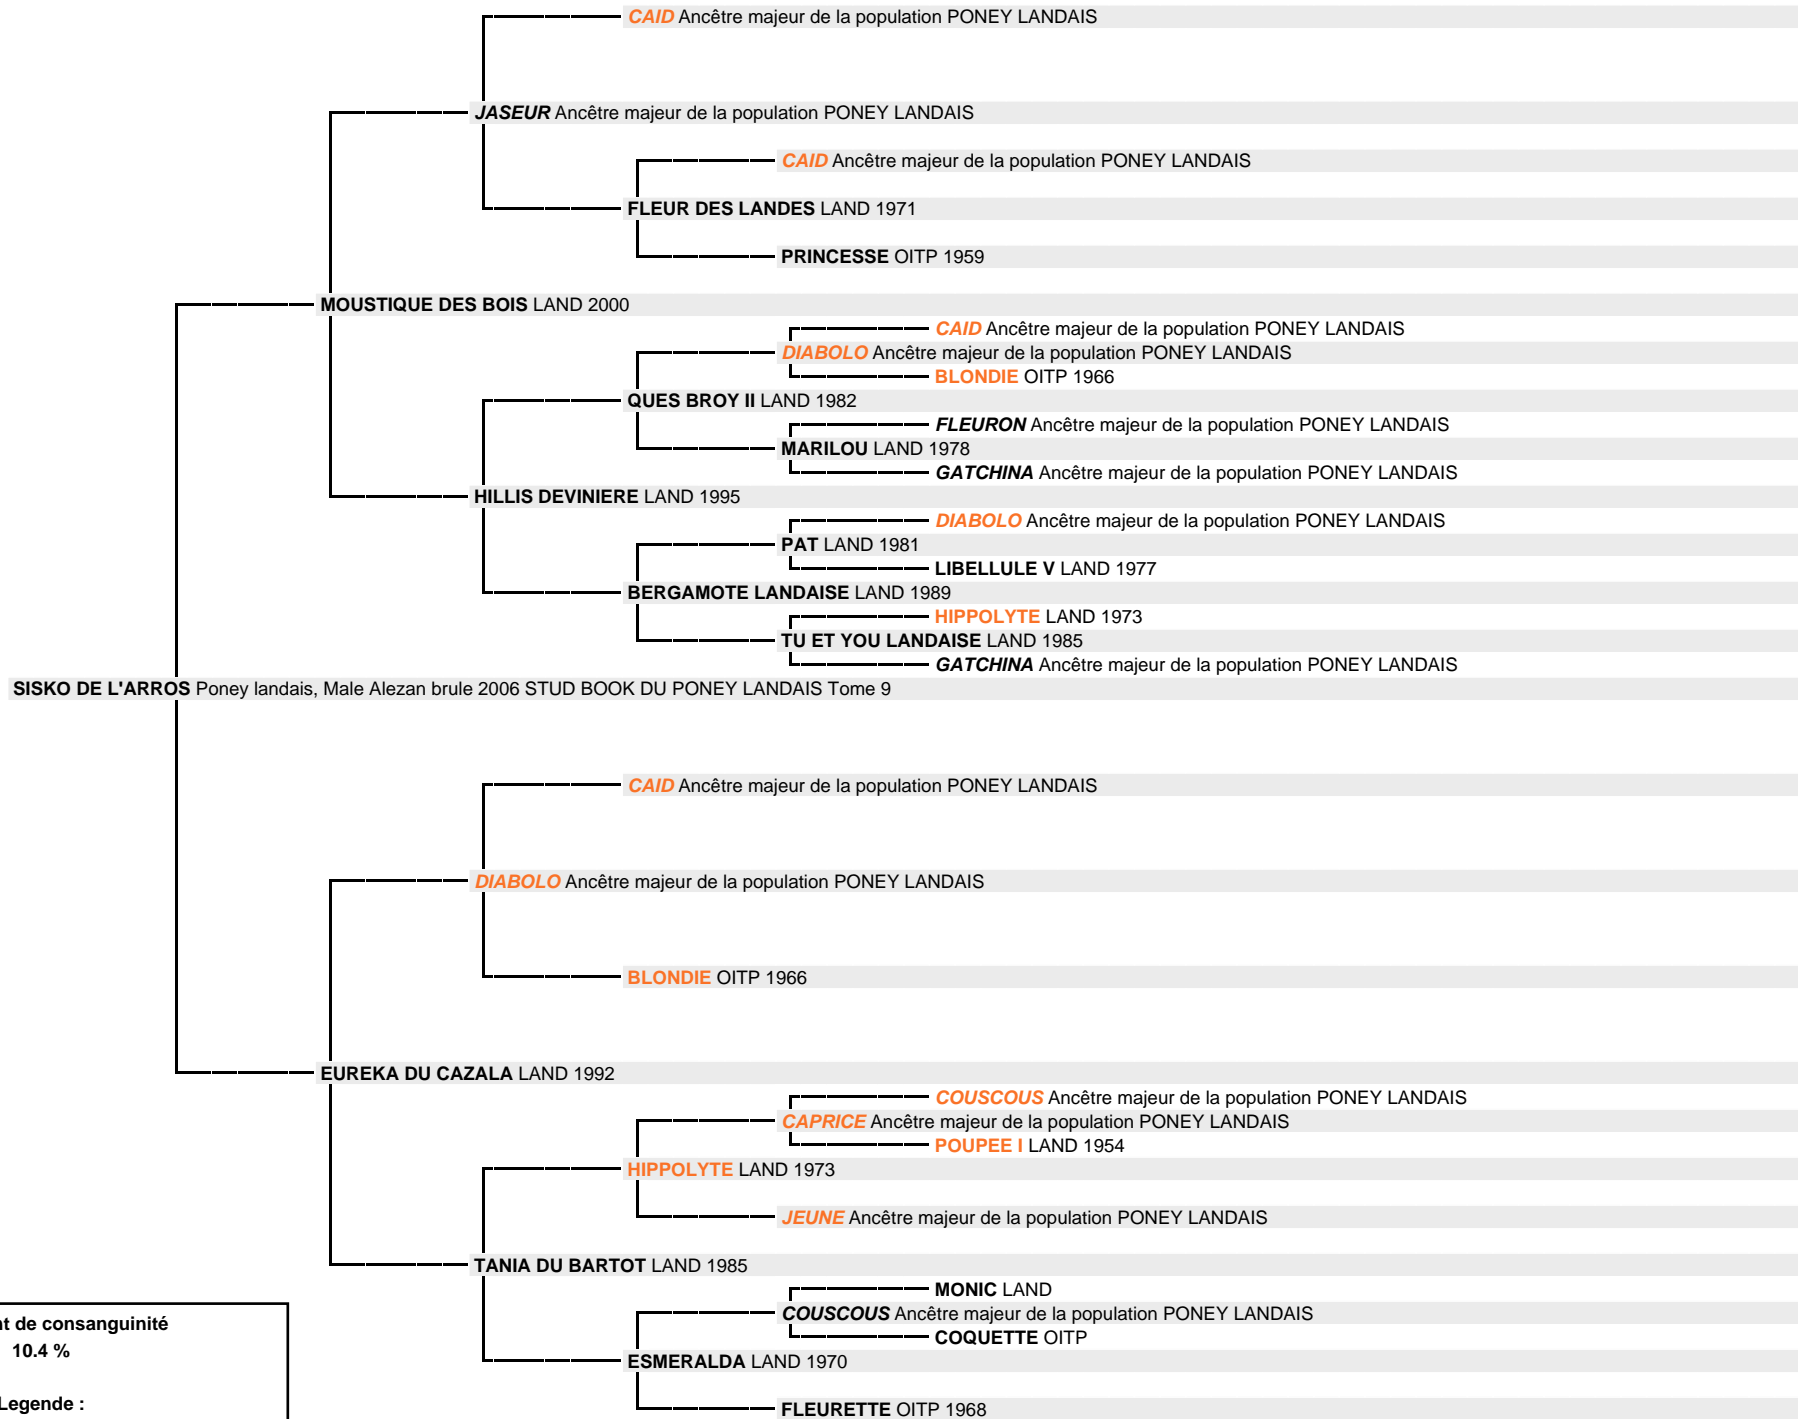 CAID Ancêtre majeur de la population PONEY LANDAIS
JASEUR Ancêtre majeur de la population PONEY LANDAIS
CAID Ancêtre majeur de la population PONEY LANDAIS
FLEUR DES LANDES LAND 1971
PRINCESSE OITP 1959
MOUSTIQUE DES BOIS LAND 2000
CAID Ancêtre majeur de la population PONEY LANDAIS
DIABOLO Ancêtre majeur de la population PONEY LANDAIS
BLONDIE OITP 1966
QUES BROY II LAND 1982
FLEURON Ancêtre majeur de la population PONEY LANDAIS
MARILOU LAND 1978
GATCHINA Ancêtre majeur de la population PONEY LANDAIS
HILLIS DEVINIERE LAND 1995
DIABOLO Ancêtre majeur de la population PONEY LANDAIS
PAT LAND 1981
LIBELLULE V LAND 1977
BERGAMOTE LANDAISE LAND 1989
HIPPOLYTE LAND 1973
TU ET YOU LANDAISE LAND 1985
GATCHINA Ancêtre majeur de la population PONEY LANDAIS
SISKO DE L'ARROS Poney landais, Male Alezan brule 2006 STUD BOOK DU PONEY LANDAIS Tome 9
CAID Ancêtre majeur de la population PONEY LANDAIS
DIABOLO Ancêtre majeur de la population PONEY LANDAIS
BLONDIE OITP 1966
EUREKA DU CAZALA LAND 1992
COUSCOUS Ancêtre majeur de la population PONEY LANDAIS
CAPRICE Ancêtre majeur de la population PONEY LANDAIS
POUPEE I LAND 1954
HIPPOLYTE LAND 1973
JEUNE Ancêtre majeur de la population PONEY LANDAIS
TANIA DU BARTOT LAND 1985
MONIC LAND
COUSCOUS Ancêtre majeur de la population PONEY LANDAIS
COQUETTE OITP
ESMERALDA LAND 1970
FLEURETTE OITP 1968
de consanguinité
10.4 %
Legende :